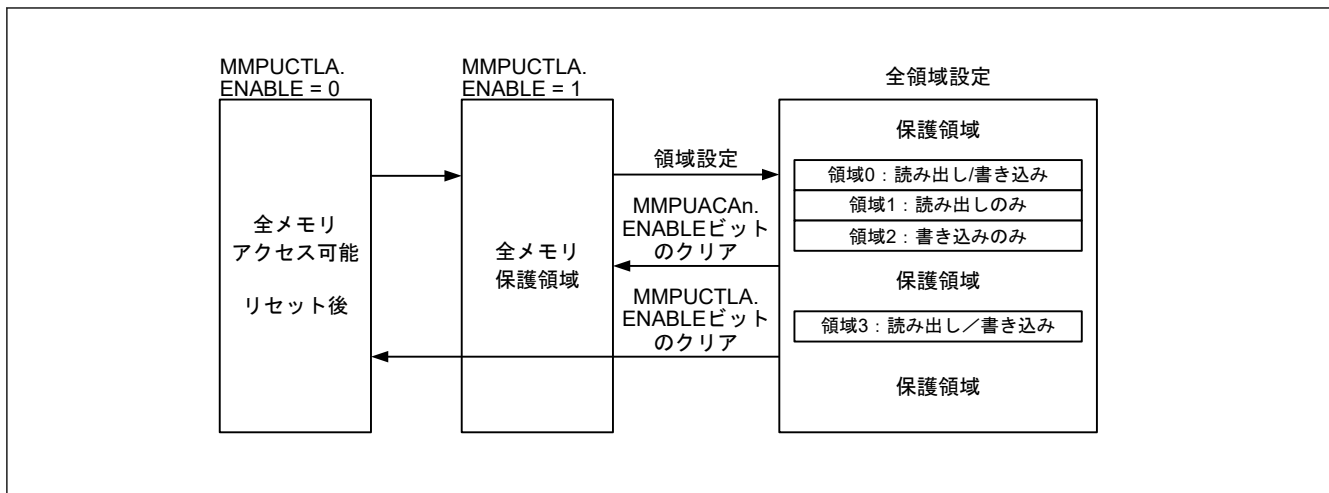 MMPUCTLA.
ENABLE = 0
全メモリ
アクセス可能
リセット後
MMPUCTLA.
ENABLE = 1
全メモリ
保護領域
領域設定
MMPUACAn.
ENABLEビット
のクリア
MMPUCTLA.
ENABLEビット
のクリア
全領域設定
保護領域
領域0：読み出し/書き込み
領域1：読み出しのみ
領域2：書き込みのみ
保護領域
領域3：読み出し／書き込み
保護領域